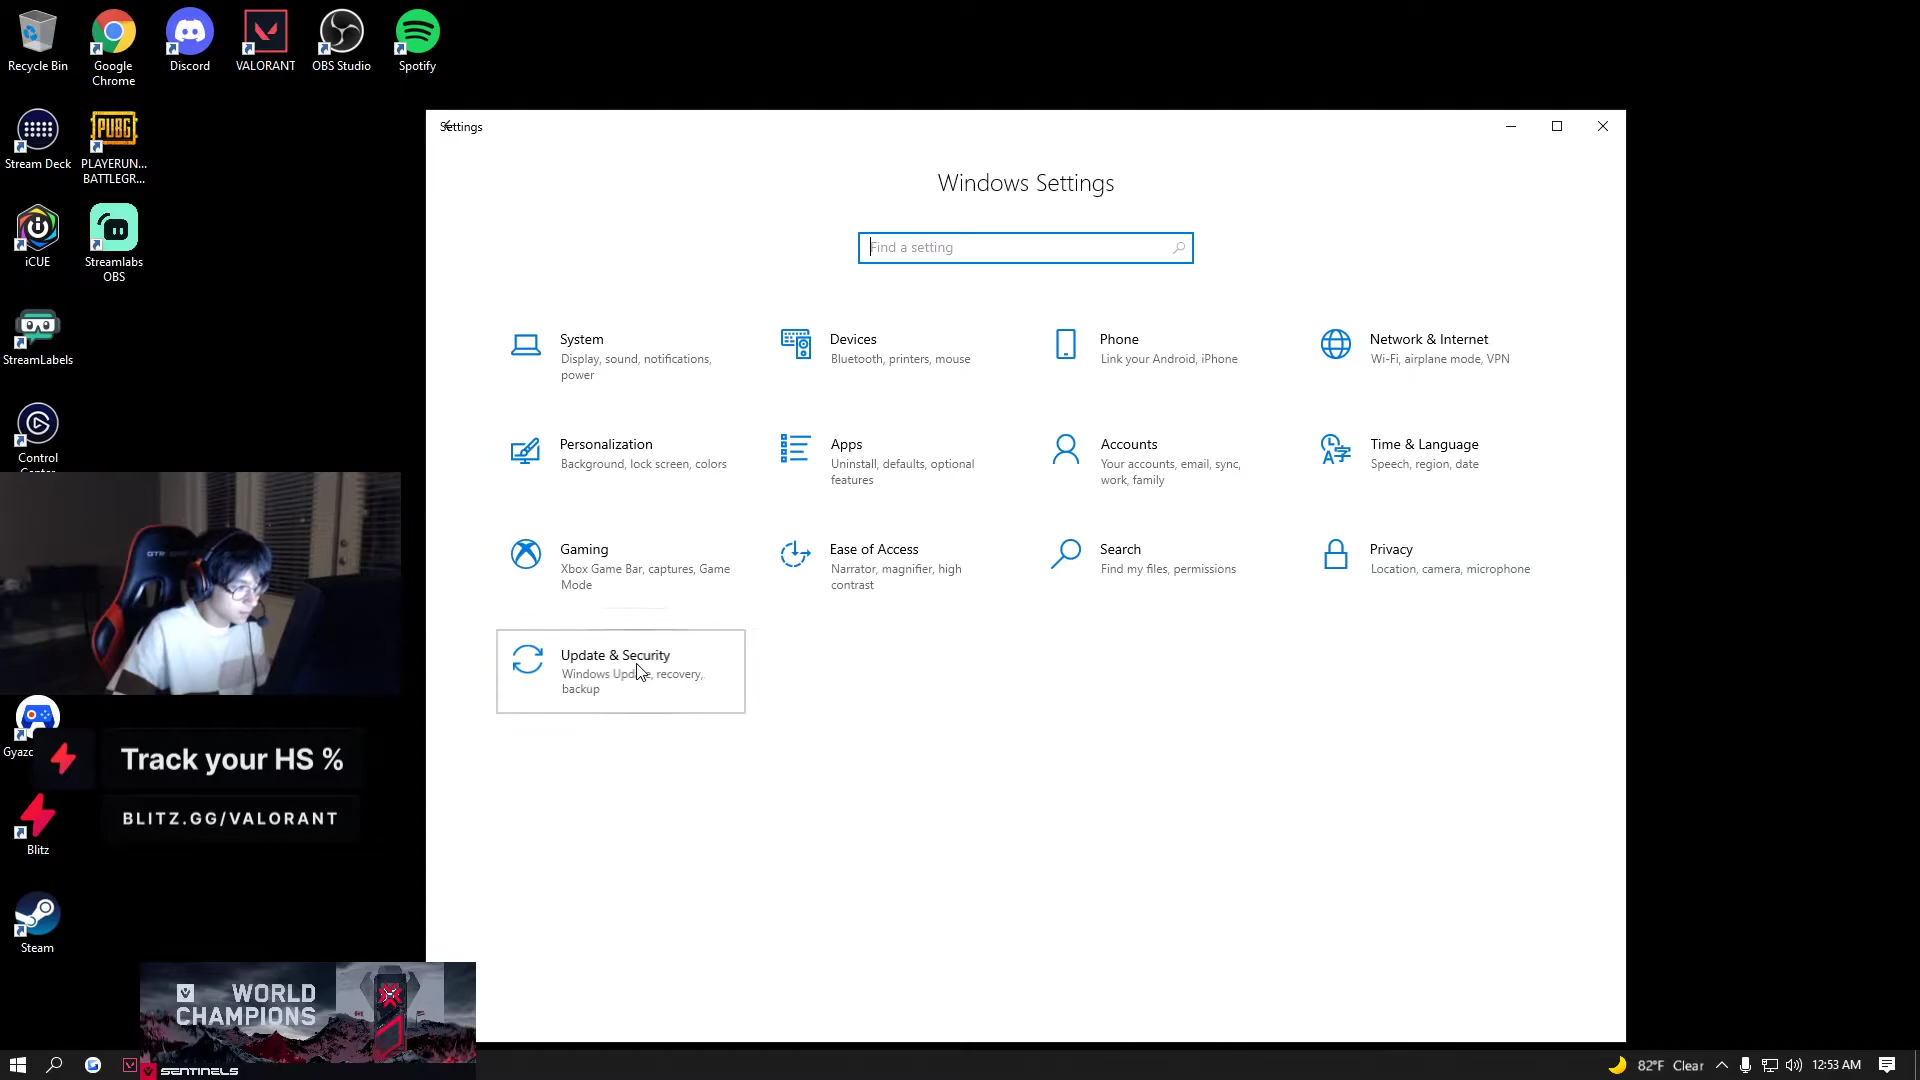 Recycle Bin
Google
Chrome
Discord
VALORANT
OBS Studio
Spotify
Stream Deck
PUBG
PLAYERUN...
BATTLEGR...
iCUE
Streamlabs
OBS
StreamLabels
Control
Settings
Windows Settings
Find a setting
System
Display, sound, notifications,
power
Devices
Bluetooth, printers, mouse
Phone
Link your Android, iPhone
Network & Internet
Wi-Fi, airplane mode, VPN
Personalization
Background, lock screen, colors
Apps
Uninstall, defaults, optional
features
Accounts
Your accounts, email, sync,
work, family
Time & Language
Speech, region, date
Gaming
Xbox Game Bar, captures, Game
Mode
Ease of Access
Narrator, magnifier, high
contrast
Search
Find my files, permissions
Privacy
Location, camera, microphone
Update & Security
Windows Update, recovery,
backup
Gyazo
Track your HS %
BLITZ.GG/VALORANT
Blitz
Steam
WORLD
CHAMPIONS
SENTINELS
82°F Clear
12:53 AM